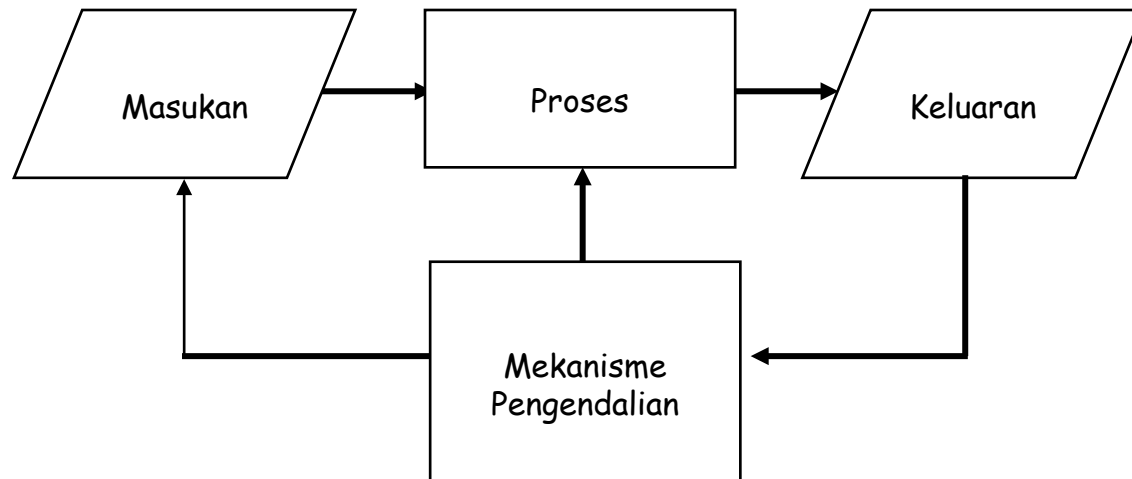 Masukan
Proses
Keluaran
Mekanisme
Pengendalian